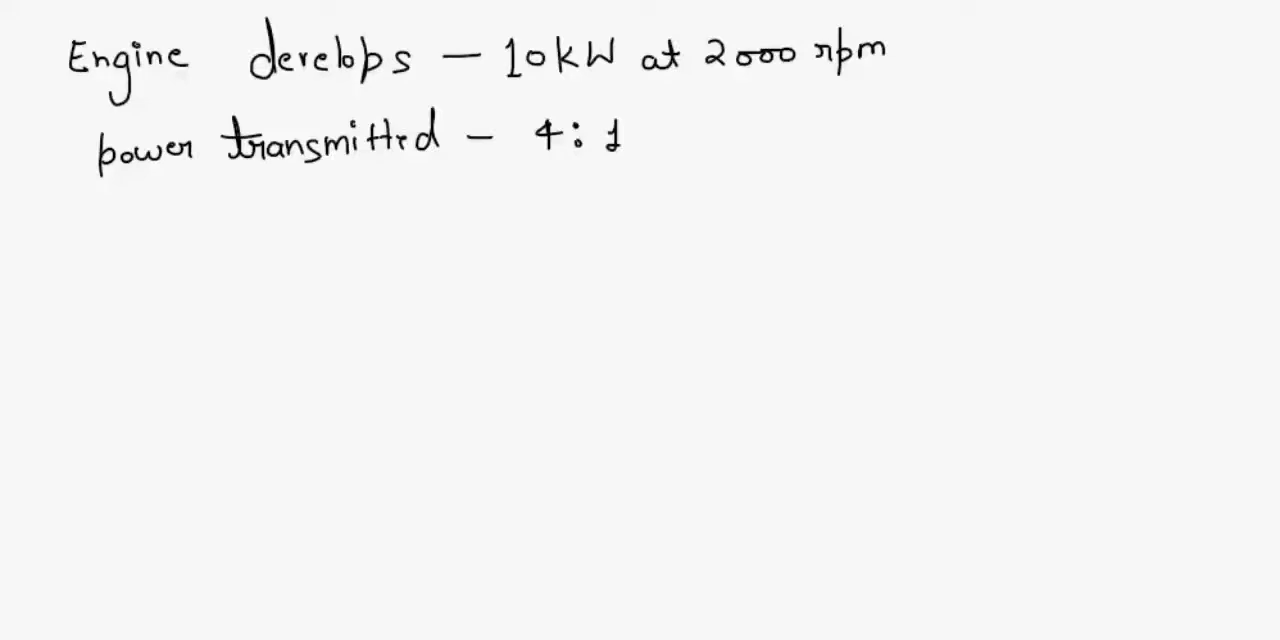 Engine develops - 10kW at 2000 rpm
power transmitted - 4:1